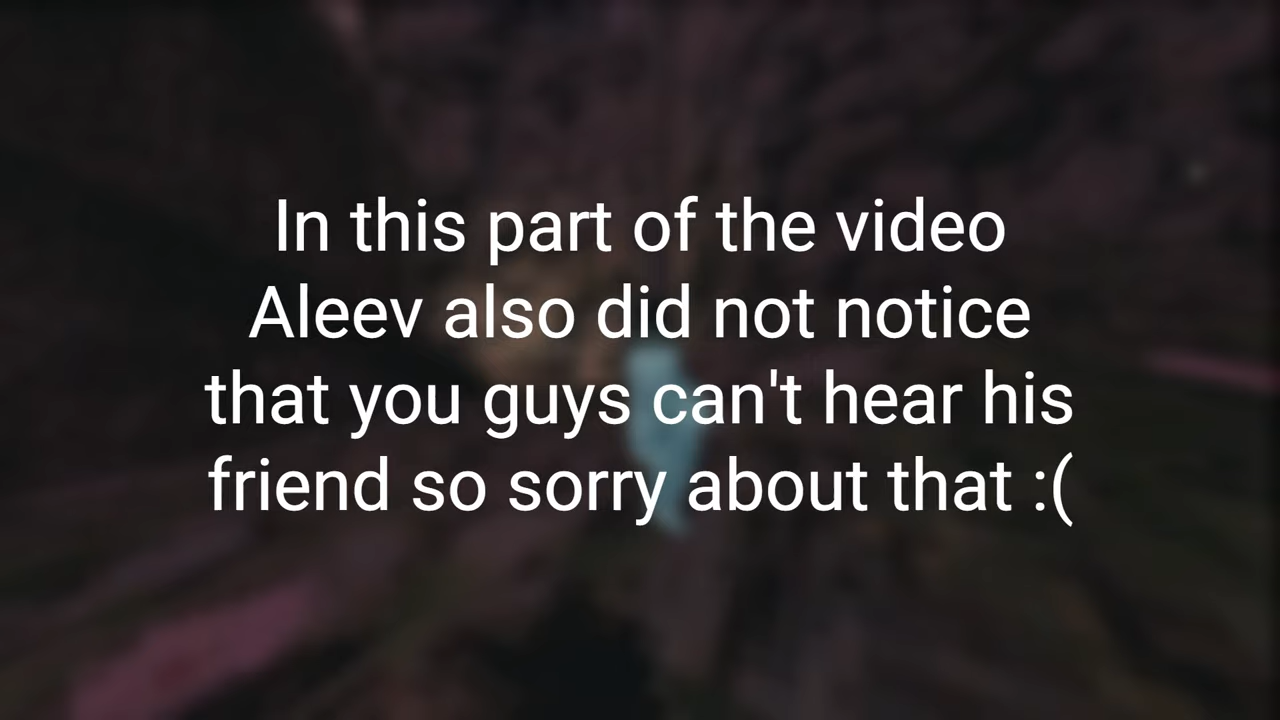 In this part of the video
Aleev also did not notice
that you guys can't hear his
friend so sorry about that :(